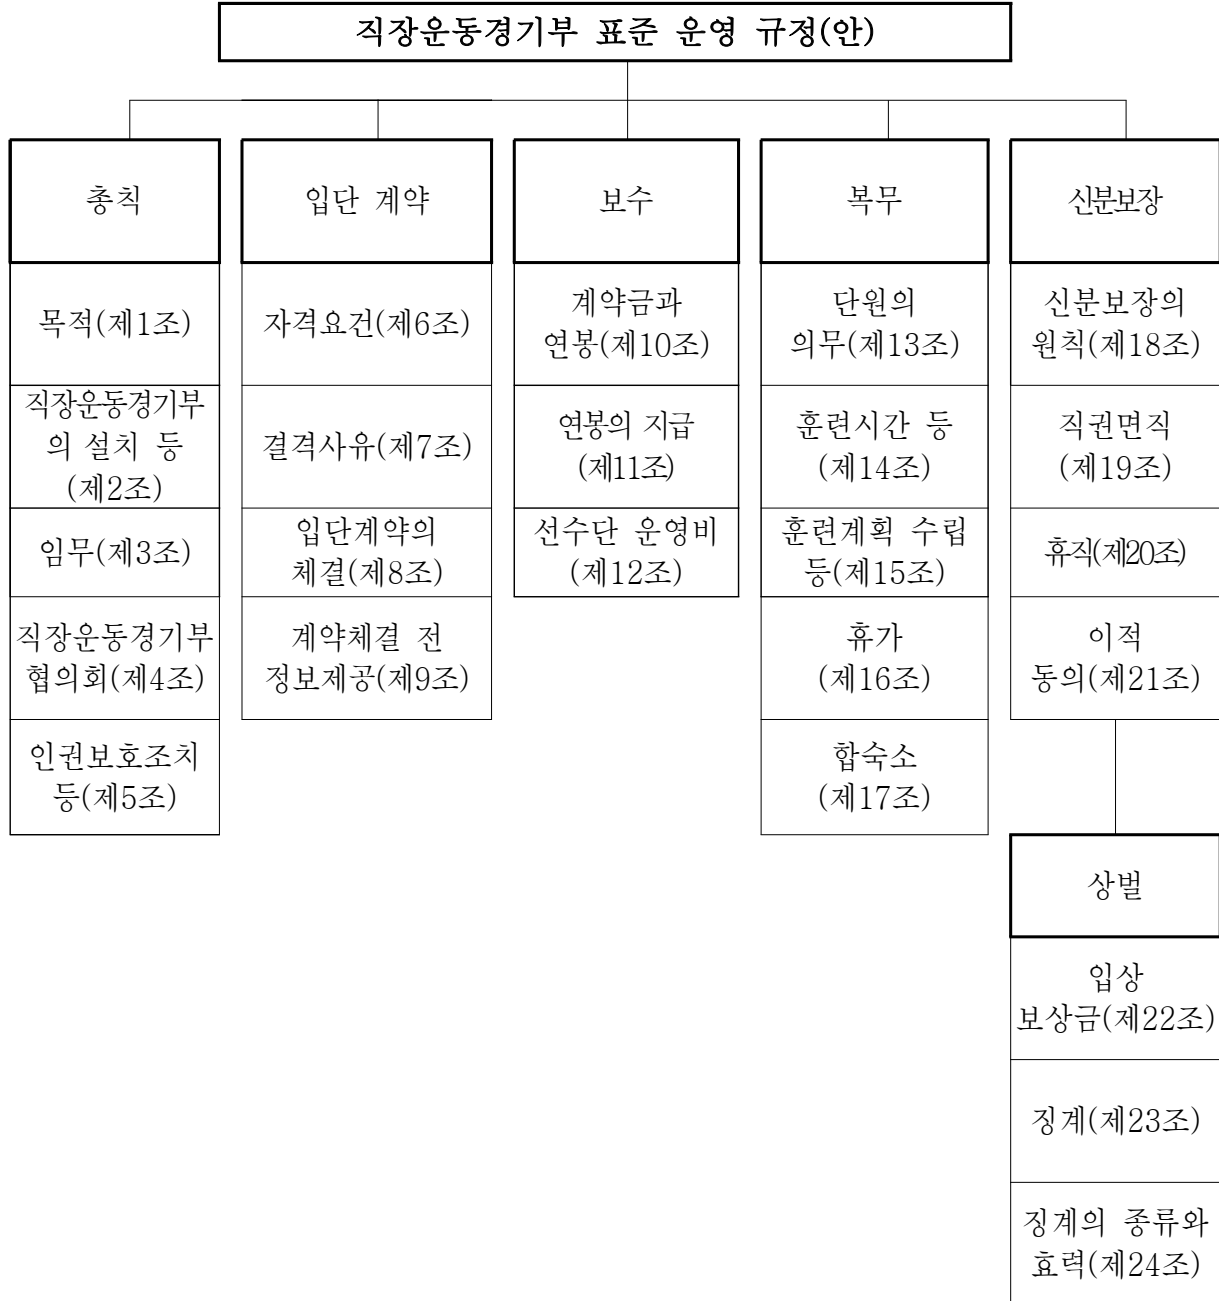 직장운동경기부 표준 운영 규정(안)
총칙
목적(제1조)
직장운동경기부
의 설치 등
(제2조)
임무(제3조)
직장운동경기부
협의회(제4조)
인권보호조치
등(제5조)
입단 계약
자격요건(제6조)
결격사유(제7조)
입단계약의
체결(제8조)
계약체결 전
정보제공(제9조)
보수
계약금과
연봉(제10조)
연봉의 지급
(제11조)
선수단 운영비
(제12조)
복무
단원의
의무(제13조)
훈련시간 등
(제14조)
훈련계획 수립
등(제15조)
휴가
(제16조)
합숙소
(제17조)
신분보장
신분보장의
원칙(제18조)
직권면직
(제19조)
휴직(제20조)
이적
동의(제21조)
상벌
입상
보상금(제22조)
징계(제23조)
징계의 종류와
효력(제24조)